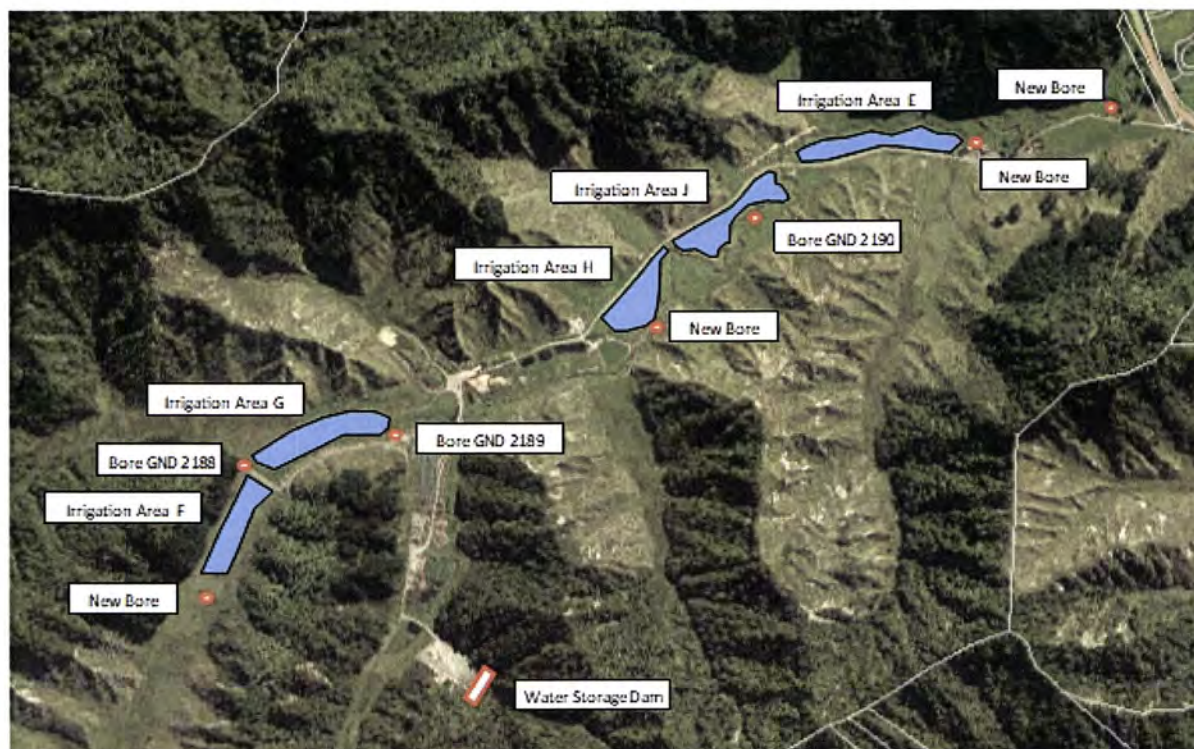 New Bore
Irrigation Area E
New Bore
Irrigation Area J
Bore GND 2190
Irrigation Area H
New Bore
Irrigation Area G
Bore GND 2189
Bore GND 2188
Irrigation Area F
New Bore
Water Storage Dam